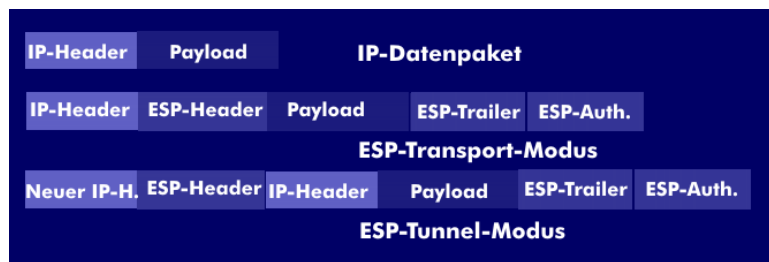 IP-Header Payload IP-Datenpaket
IP-Header ESP-Header Payload ESP-Trailer ESP-Auth.
ESP-Transport-Modus
Neuer IP-H. ESP-Header IP-Header Payload ESP-Trailer ESP-Auth.
ESP-Tunnel-Modus